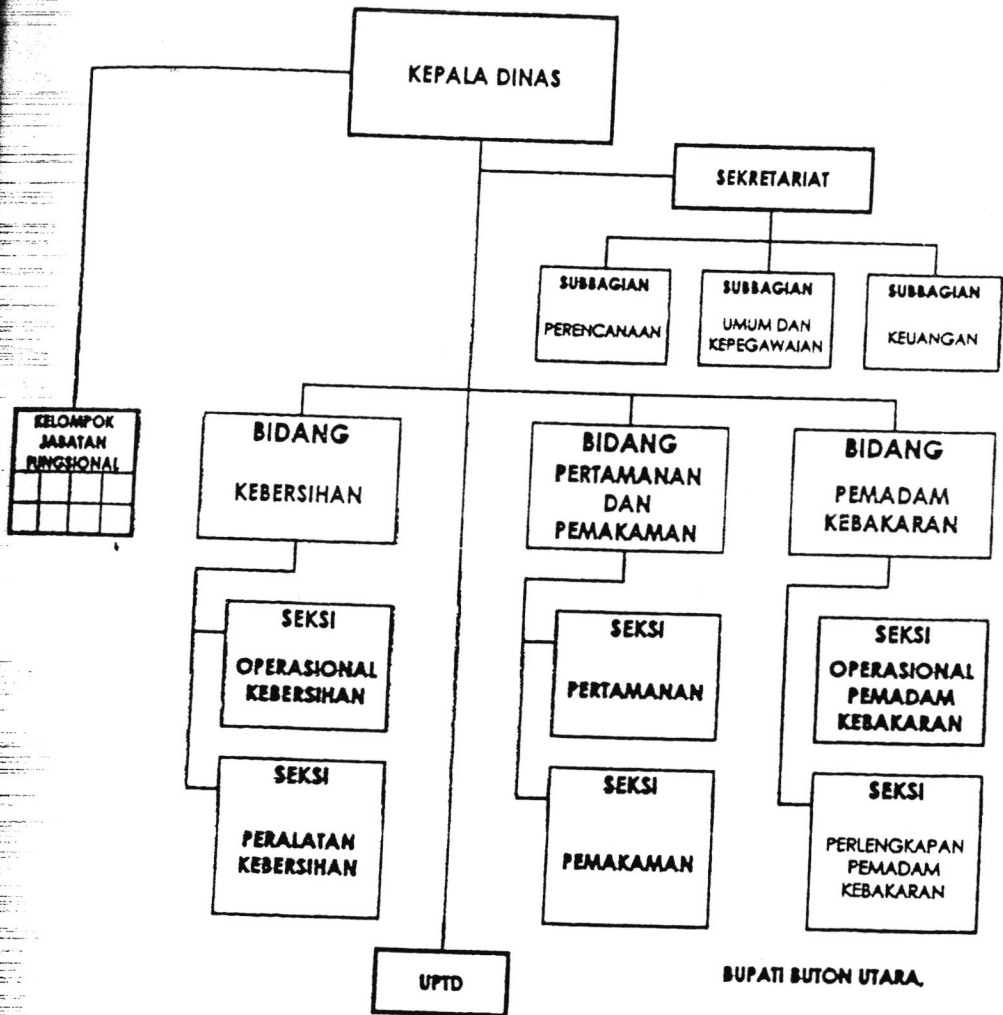 KEPALA DINAS
SEKRETARIAT
SUBBAGIAN
PERENCANAAN
SUBBAGIAN
UMUM DAN
KEPEGAWAIAN
SUBBAGIAN
KEUANGAN
KELOMPOK
JABATAN
FUNGSIONAL
BIDANG
KEBERSIHAN
BIDANG
PERTAMANAN
DAN
PEMAKAMAN
BIDANG
PEMADAM
KEBAKARAN
SEKSI
OPERASIONAL
KEBERSIHAN
SEKSI
PERALATAN
KEBERSIHAN
SEKSI
PERTAMANAN
SEKSI
PEMAKAMAN
SEKSI
OPERASIONAL
PEMADAM
KEBAKARAN
SEKSI
PERLENGKAPAN
PEMADAM
KEBAKARAN
UPTD
BUPATI BUTON UTARA,